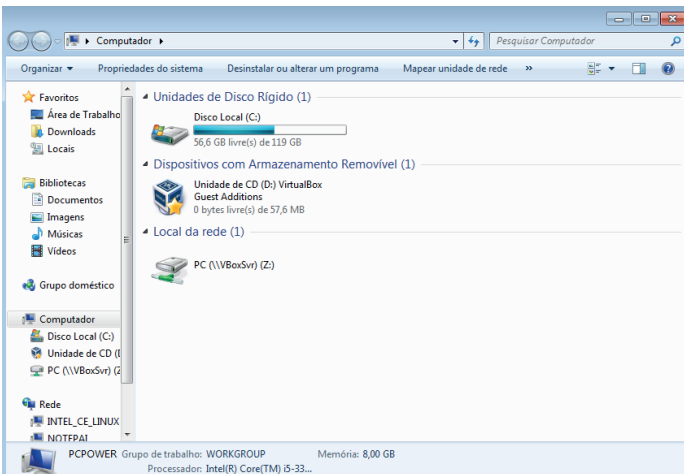 Computador
Pesquisar Computador
Organizar
Propriedades do sistema
Desinstalar ou alterar um programa
Mapear unidade de rede
»
Favoritos
Área de Trabalho
Downloads
Locais
Bibliotecas
Documentos
Imagens
Músicas
Vídeos
Grupo doméstico
Computador
Disco Local (C:)
Unidade de CD (D
PC (\\VBoxSvr) (Z
Rede
INTEL_CE_LINUX
NOTEPAI
Unidades de Disco Rígido (1)
Disco Local (C:)
56,6 GB livre(s) de 119 GB
Dispositivos com Armazenamento Removível (1)
Unidade de CD (D:) VirtualBox
Guest Additions
0 bytes livre(s) de 57,6 MB
Local da rede (1)
PC (\\VBoxSvr) (Z:)
PCPOWER Grupo de trabalho: WORKGROUP Memória: 8,00 GB
Processador: Intel(R) Core(TM) i5-33...